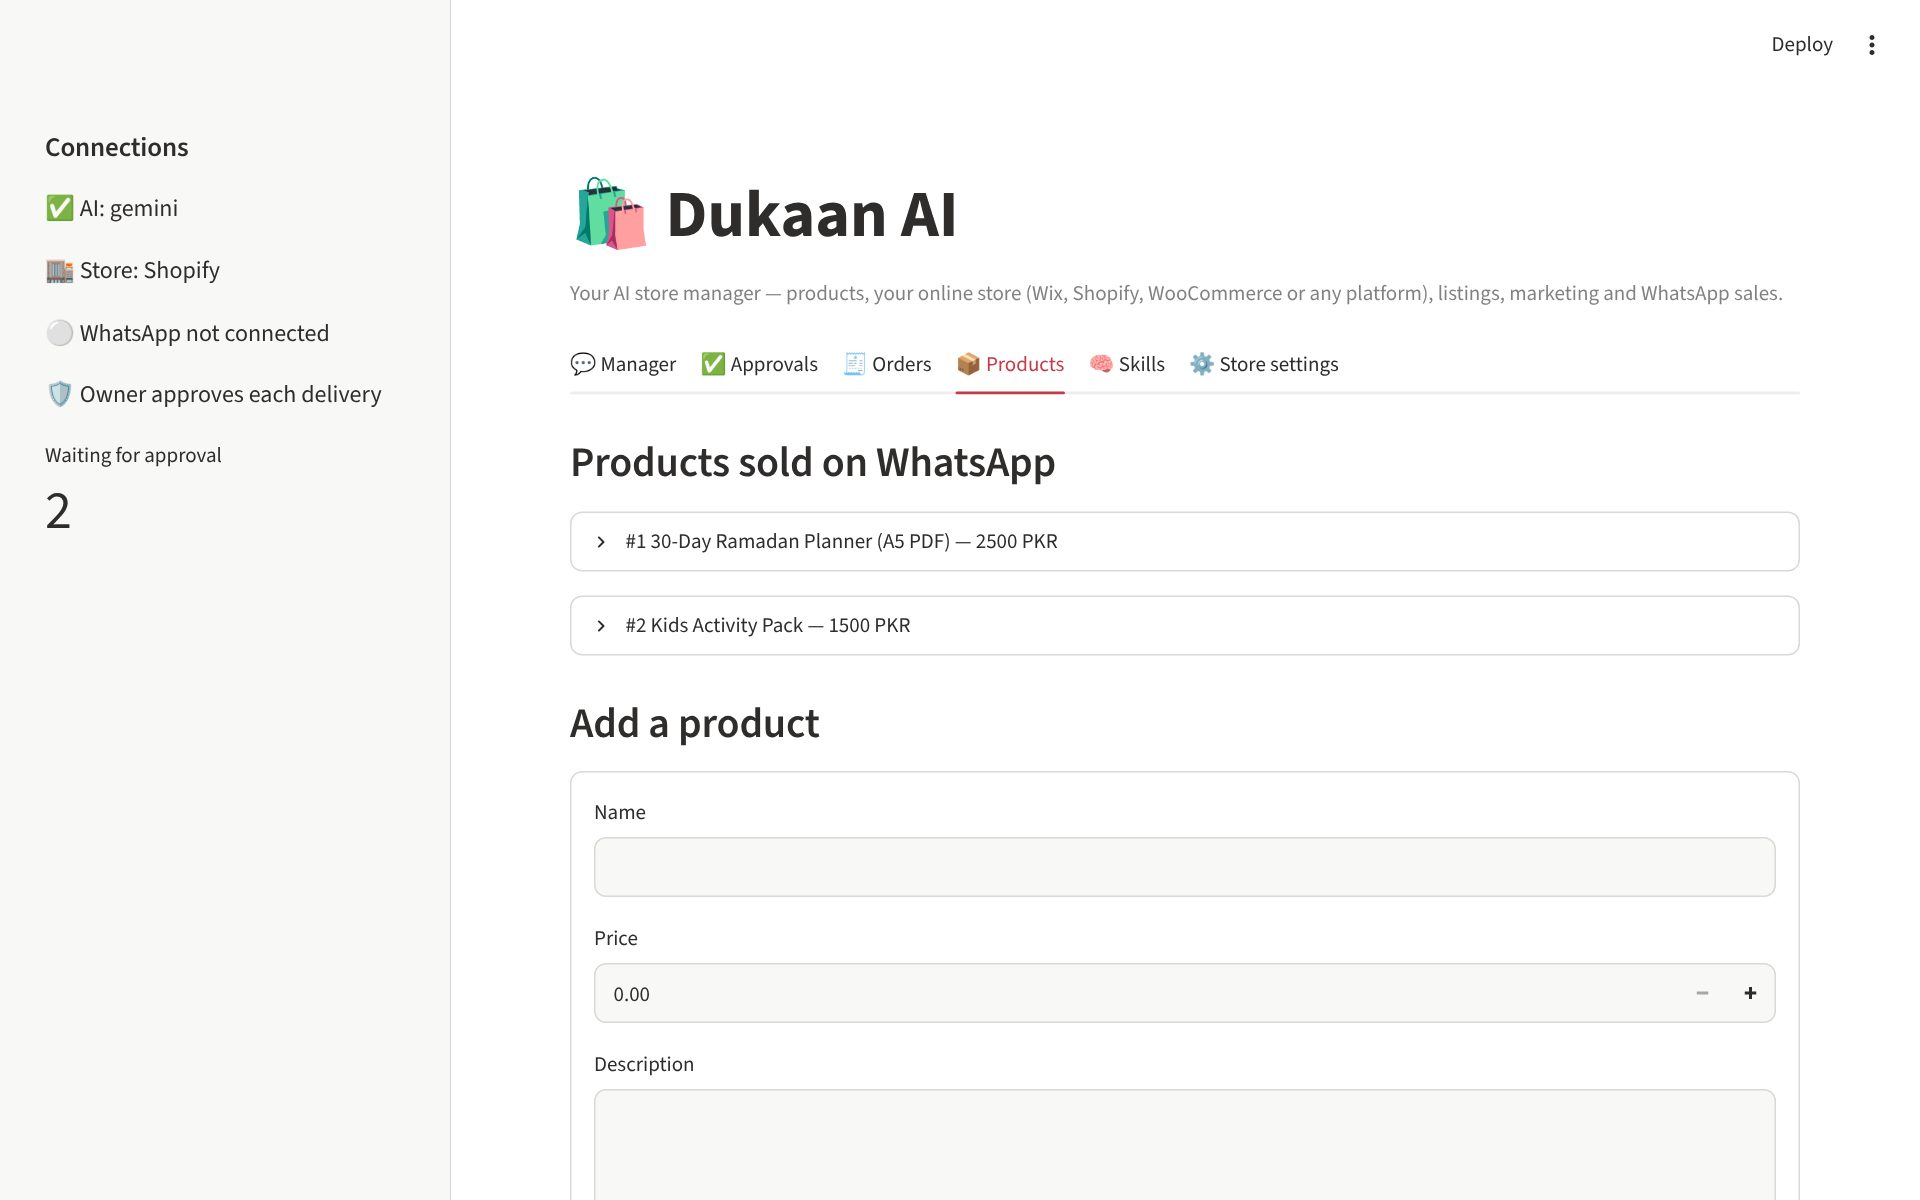 Deploy
Connections
✅ AI: gemini
🏬 Store: Shopify
⚪ WhatsApp not connected
🛡️ Owner approves each delivery
Waiting for approval
2
🛍️ Dukaan AI
Your AI store manager — products, your online store (Wix, Shopify, WooCommerce or any platform), listings, marketing and WhatsApp sales.
💬 Manager ✅ Approvals 🧾 Orders 📦 Products 🧠 Skills ⚙️ Store settings
Products sold on WhatsApp
#1 30-Day Ramadan Planner (A5 PDF) — 2500 PKR
#2 Kids Activity Pack — 1500 PKR
Add a product
Name
Price
0.00
Description